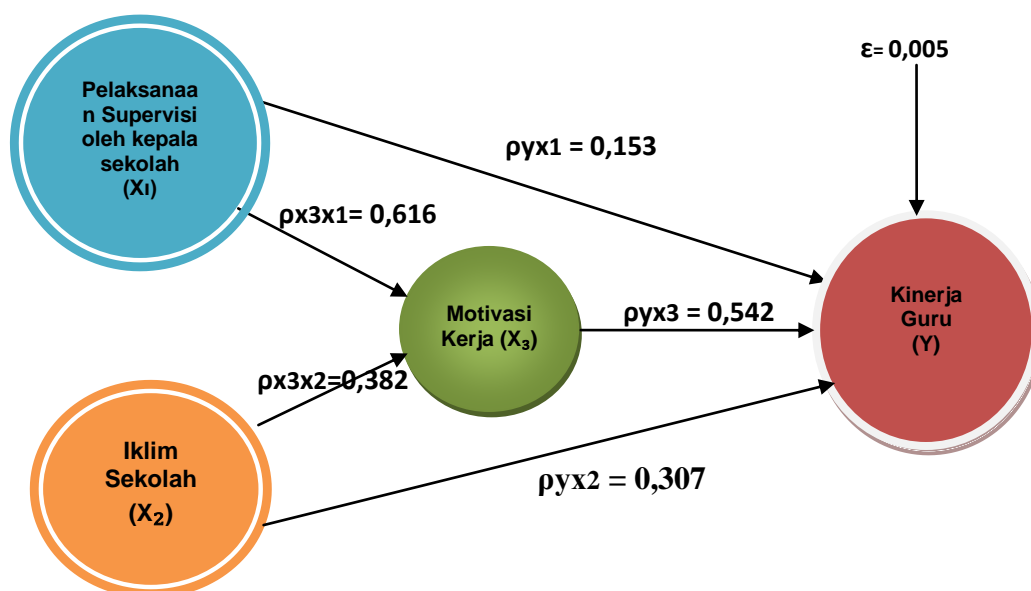 ε= 0,005
Pelaksanaa
n Supervisi
oleh kepala
sekolah
(X1)
ρyx1 = 0,153
ρx3x1= 0,616
Motivasi
Kerja (X₃)
ρyx3 = 0,542
Kinerja
Guru
(Y)
ρx3x2=0,382
Iklim
Sekolah
(X₂)
ρyx2 = 0,307